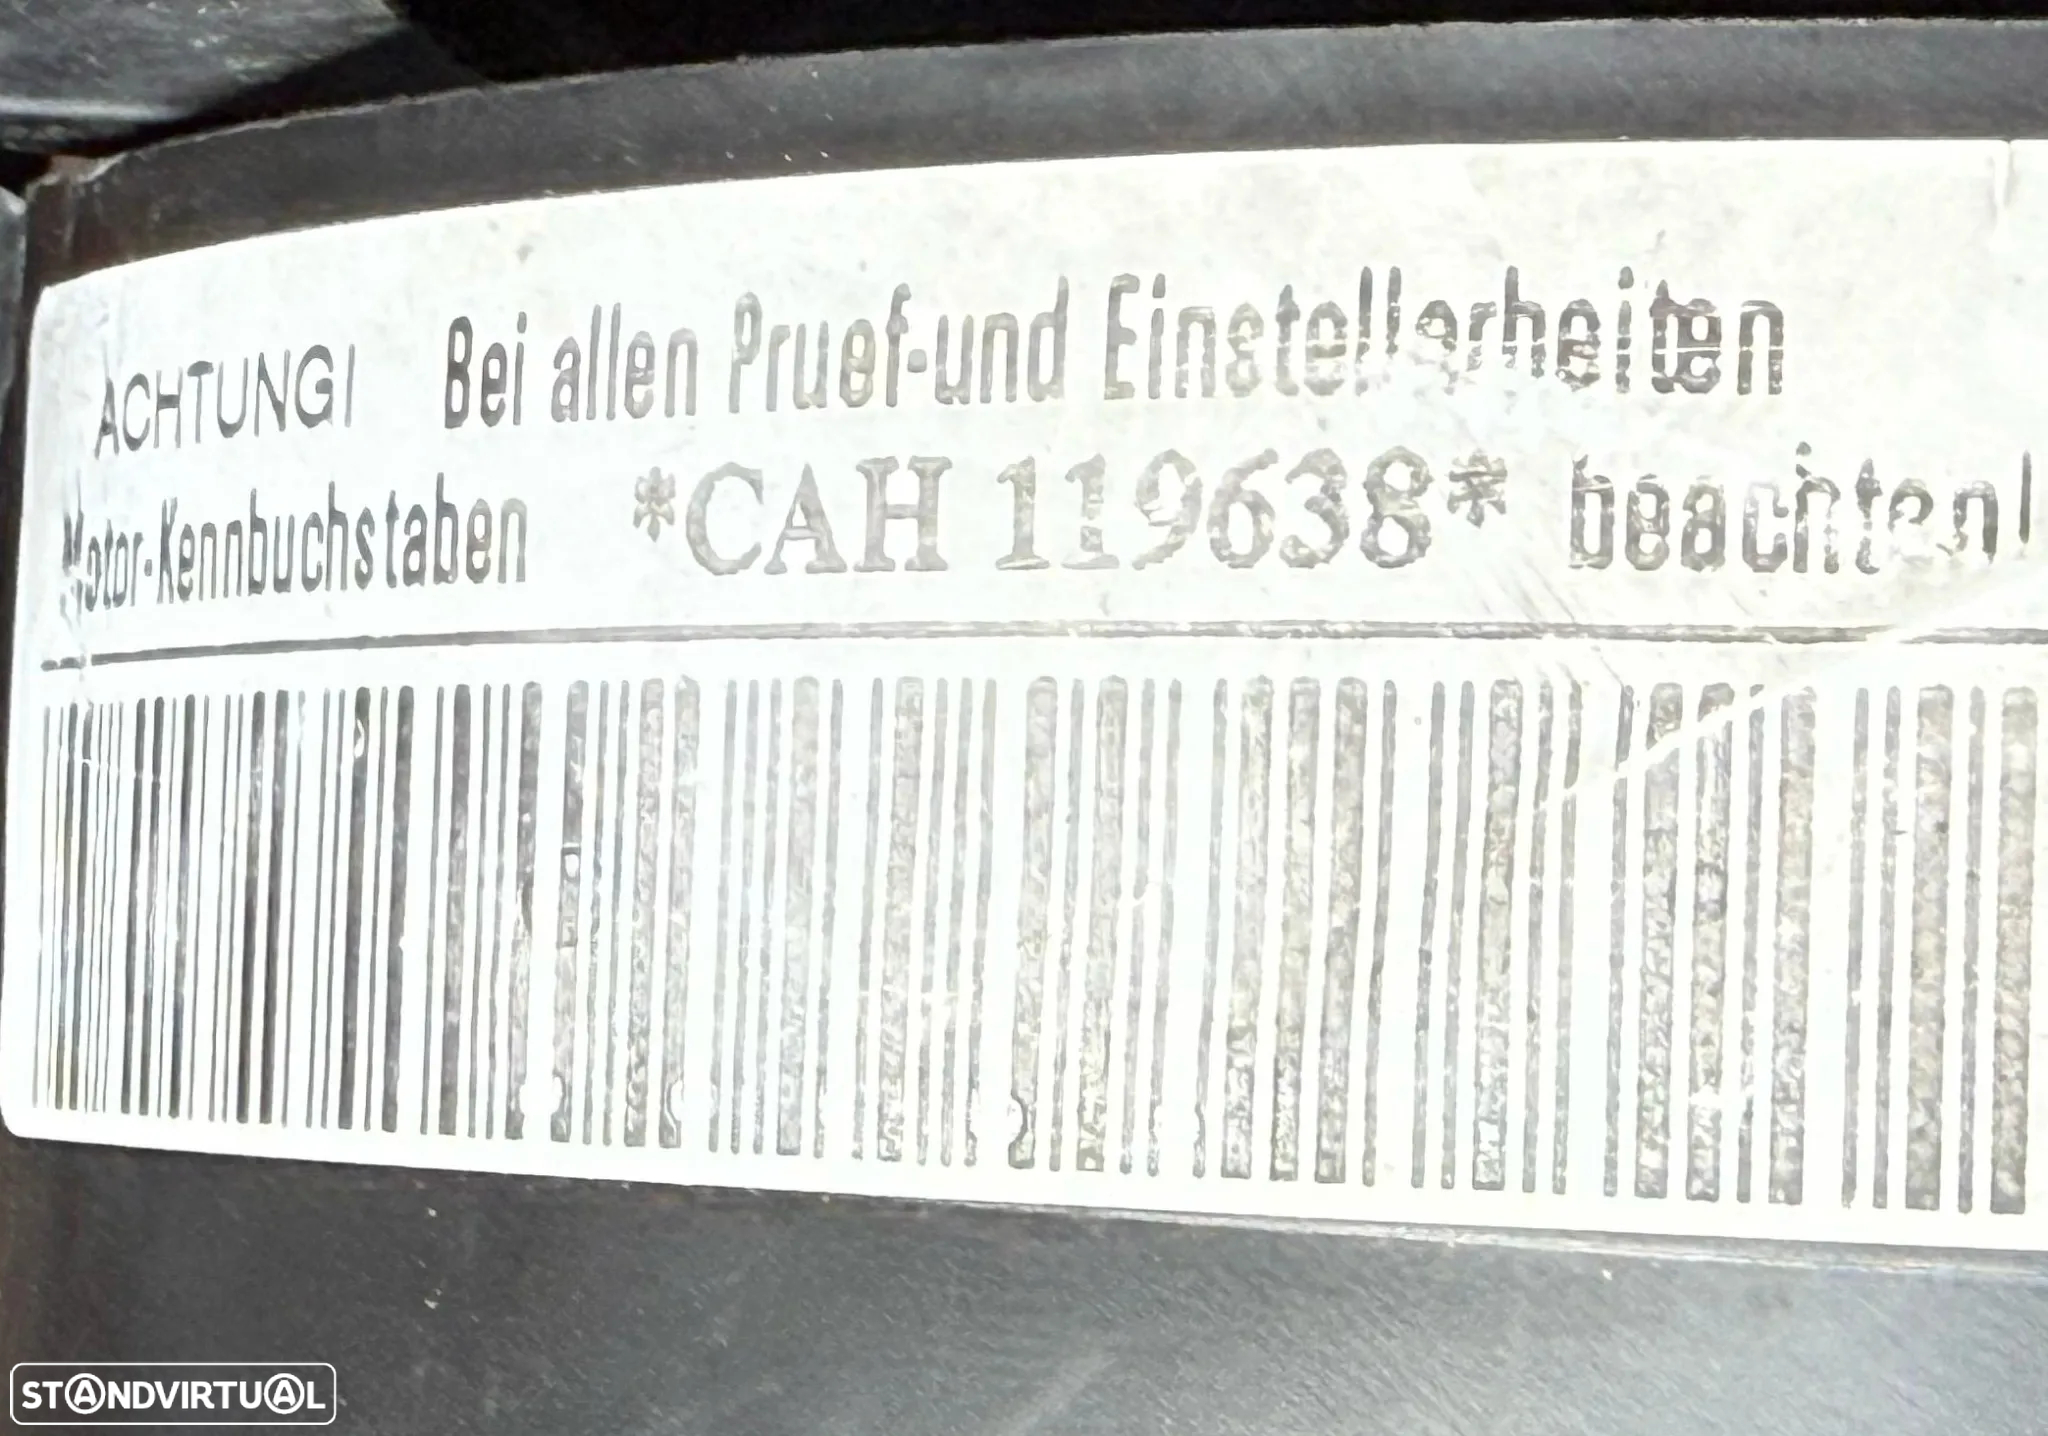 ACHTUNG! Bei allen Pruef-und Einstellarbeiten
Motor-Kennbuchstaben *CAH 119638* beachten!
STANDVIRTUAL